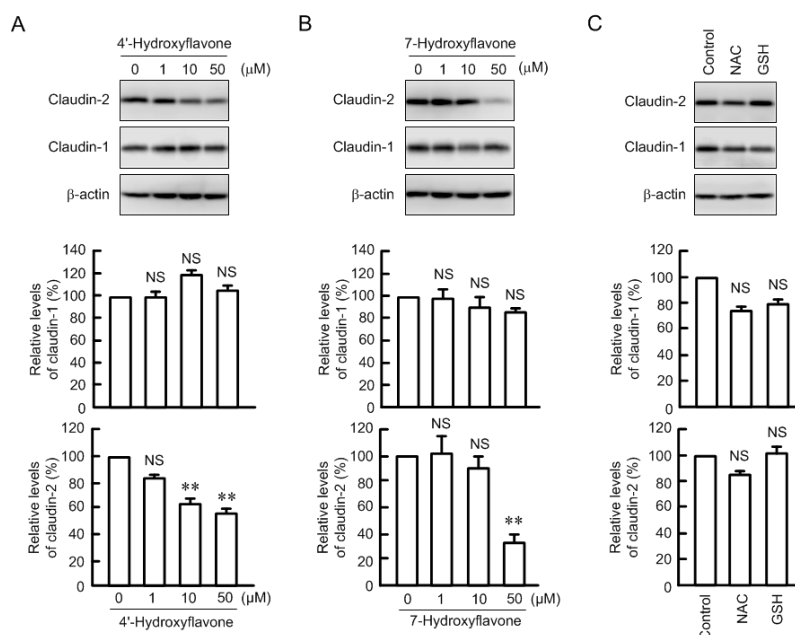 A
4'-Hydroxyflavone
0 1 10 50 (μM)
Claudin-2
Claudin-1
β-actin
140
120
100
80
60
40
20
0
Relative levels
of claudin-1 (%)
NS
NS
NS
120
100
80
60
40
20
0
Relative levels
of claudin-2 (%)
NS
**
**
0 1 10 50 (μM)
4'-Hydroxyflavone
B
7-Hydroxyflavone
0 1 10 50 (μM)
Claudin-2
Claudin-1
β-actin
140
120
100
80
60
40
20
0
Relative levels
of claudin-1 (%)
NS
NS
NS
120
100
80
60
40
20
0
Relative levels
of claudin-2 (%)
NS
NS
**
0 1 10 50 (μM)
7-Hydroxyflavone
C
Control
NAC
GSH
Claudin-2
Claudin-1
β-actin
120
100
80
60
40
20
0
Relative levels
of claudin-1 (%)
NS
NS
120
100
80
60
40
20
0
Relative levels
of claudin-2 (%)
NS
NS
Control
NAC
GSH